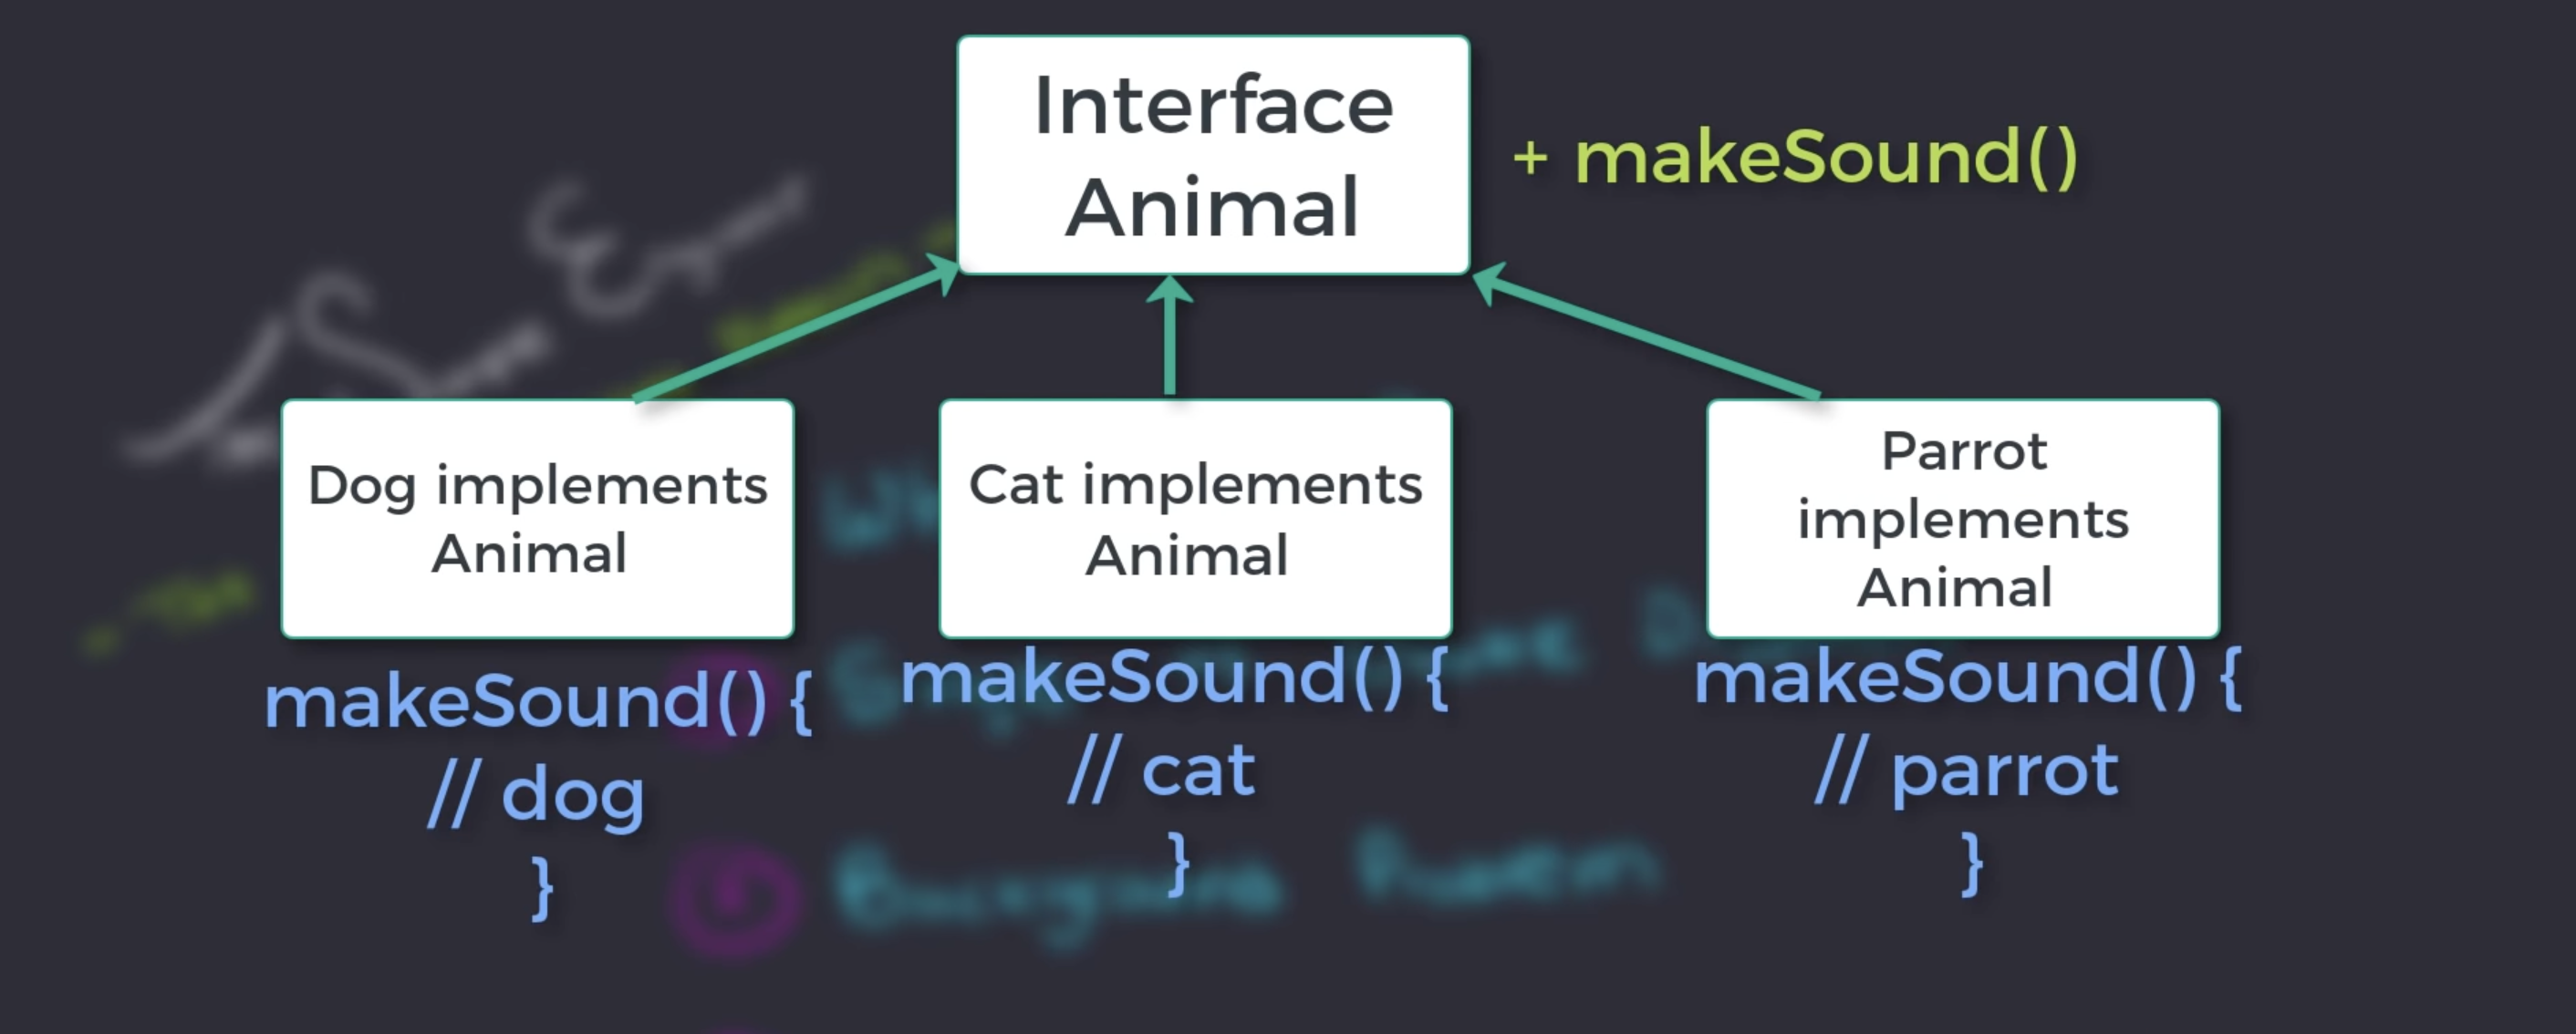 Interface
Animal
+ makeSound()
Dog implements
Animal
Cat implements
Animal
Parrot
implements
Animal
makeSound() {
// dog
}
makeSound() {
// cat
}
makeSound() {
// parrot
}